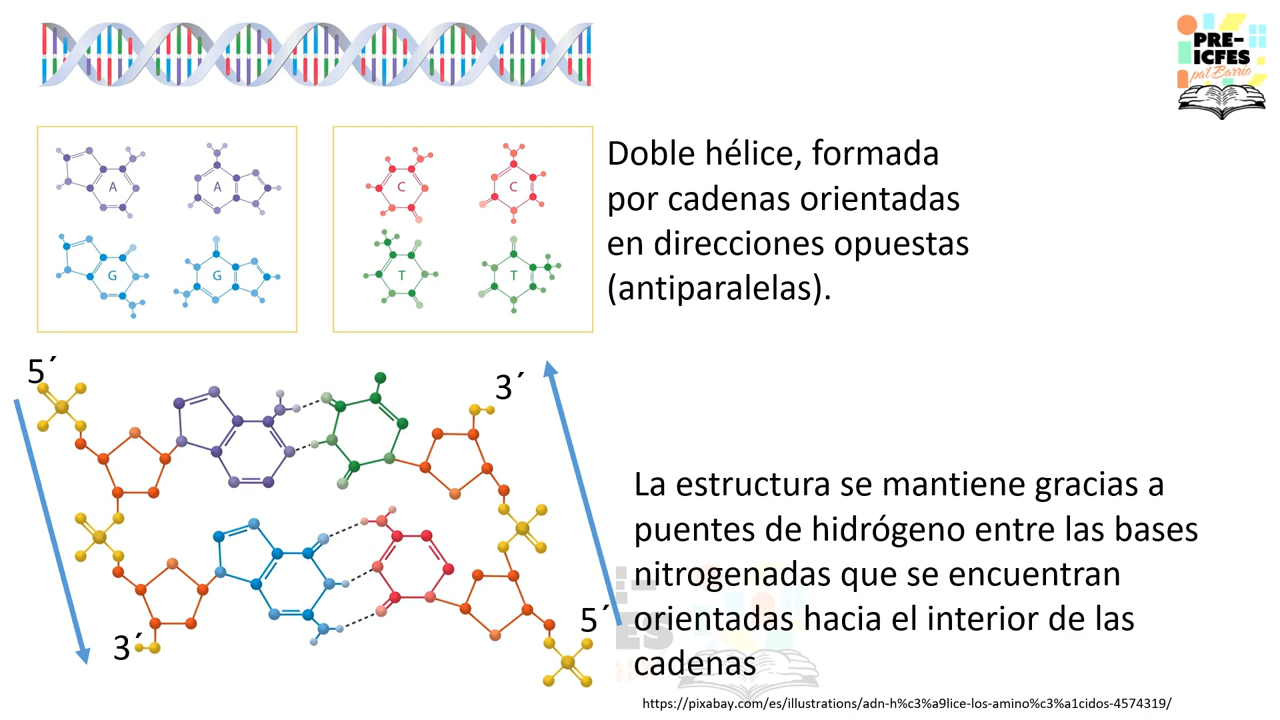 PRE-
ICFES
pal Barrio
A
A
C
C
G
G
T
T
Doble hélice, formada
por cadenas orientadas
en direcciones opuestas
(antiparalelas).
5´
3´
La estructura se mantiene gracias a
puentes de hidrógeno entre las bases
nitrogenadas que se encuentran
orientadas hacia el interior de las
cadenas
5´
3´
https://pixabay.com/es/illustrations/adn-h%c3%a9lice-los-amino%c3%a1cidos-4574319/